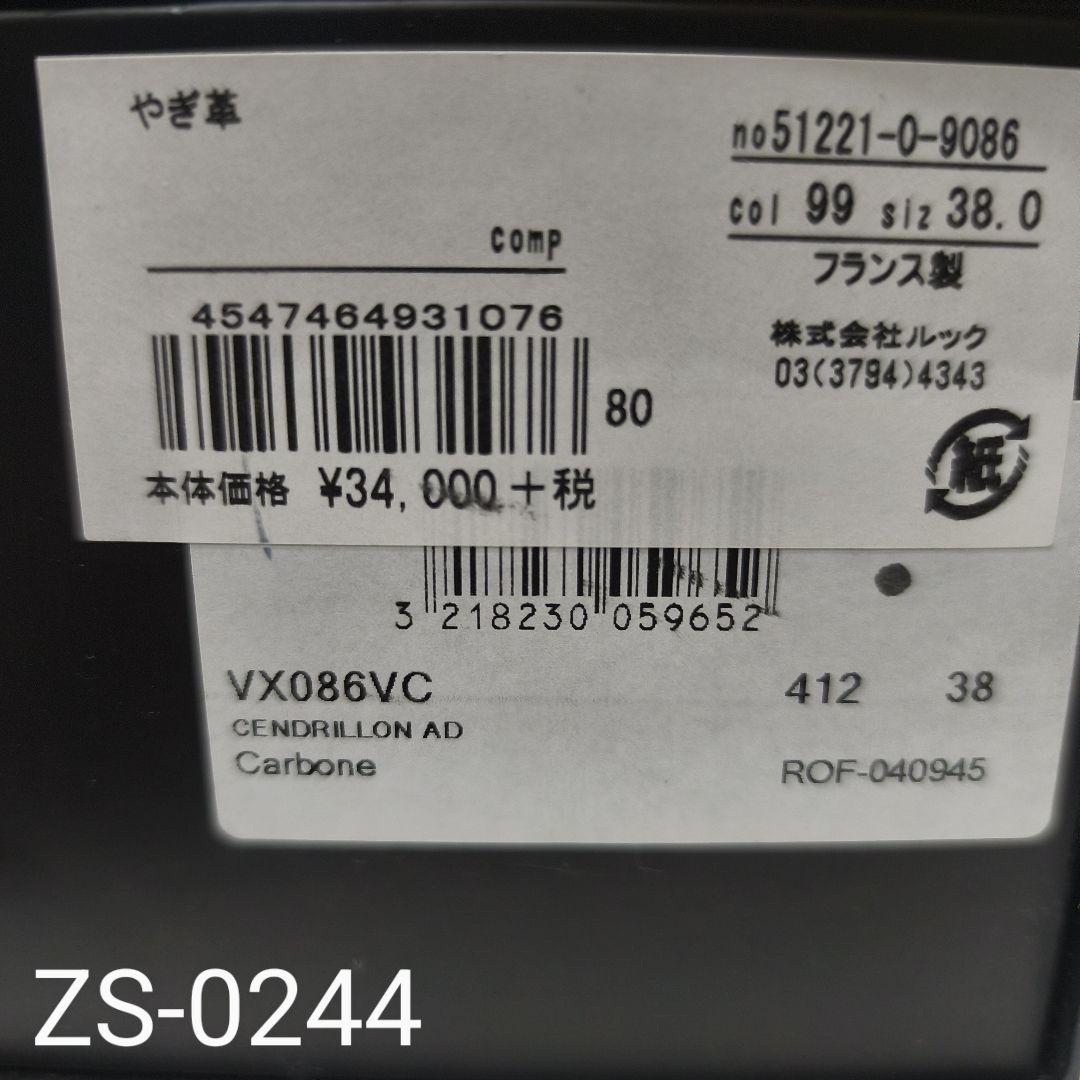 やぎ革
no51221-0-9086
col 99 siz 38.0
comp
フランス製
4547464931076
株式会社ルック
03(3794)4343
80
紙
本体価格 ¥34,000+税
3 218230 059652
VX086VC 412 38
CENDRILLON AD
Carbone ROF-040945
ZS-0244